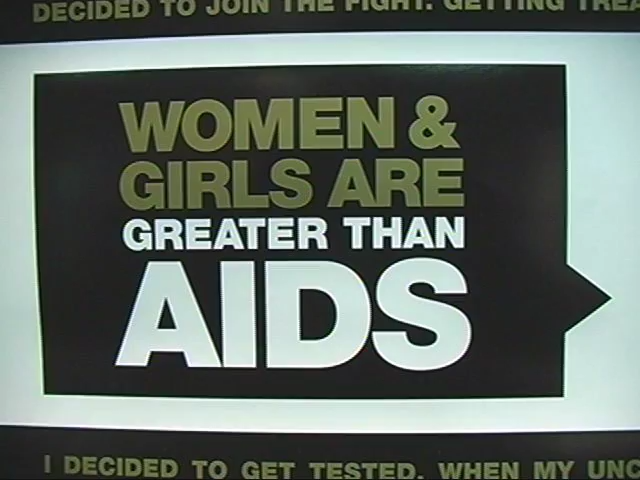 DECIDED TO JOIN THE FIGHT. GETTING
WOMEN &
GIRLS ARE
GREATER THAN
AIDS
I DECIDED TO GET TESTED. WHEN MY